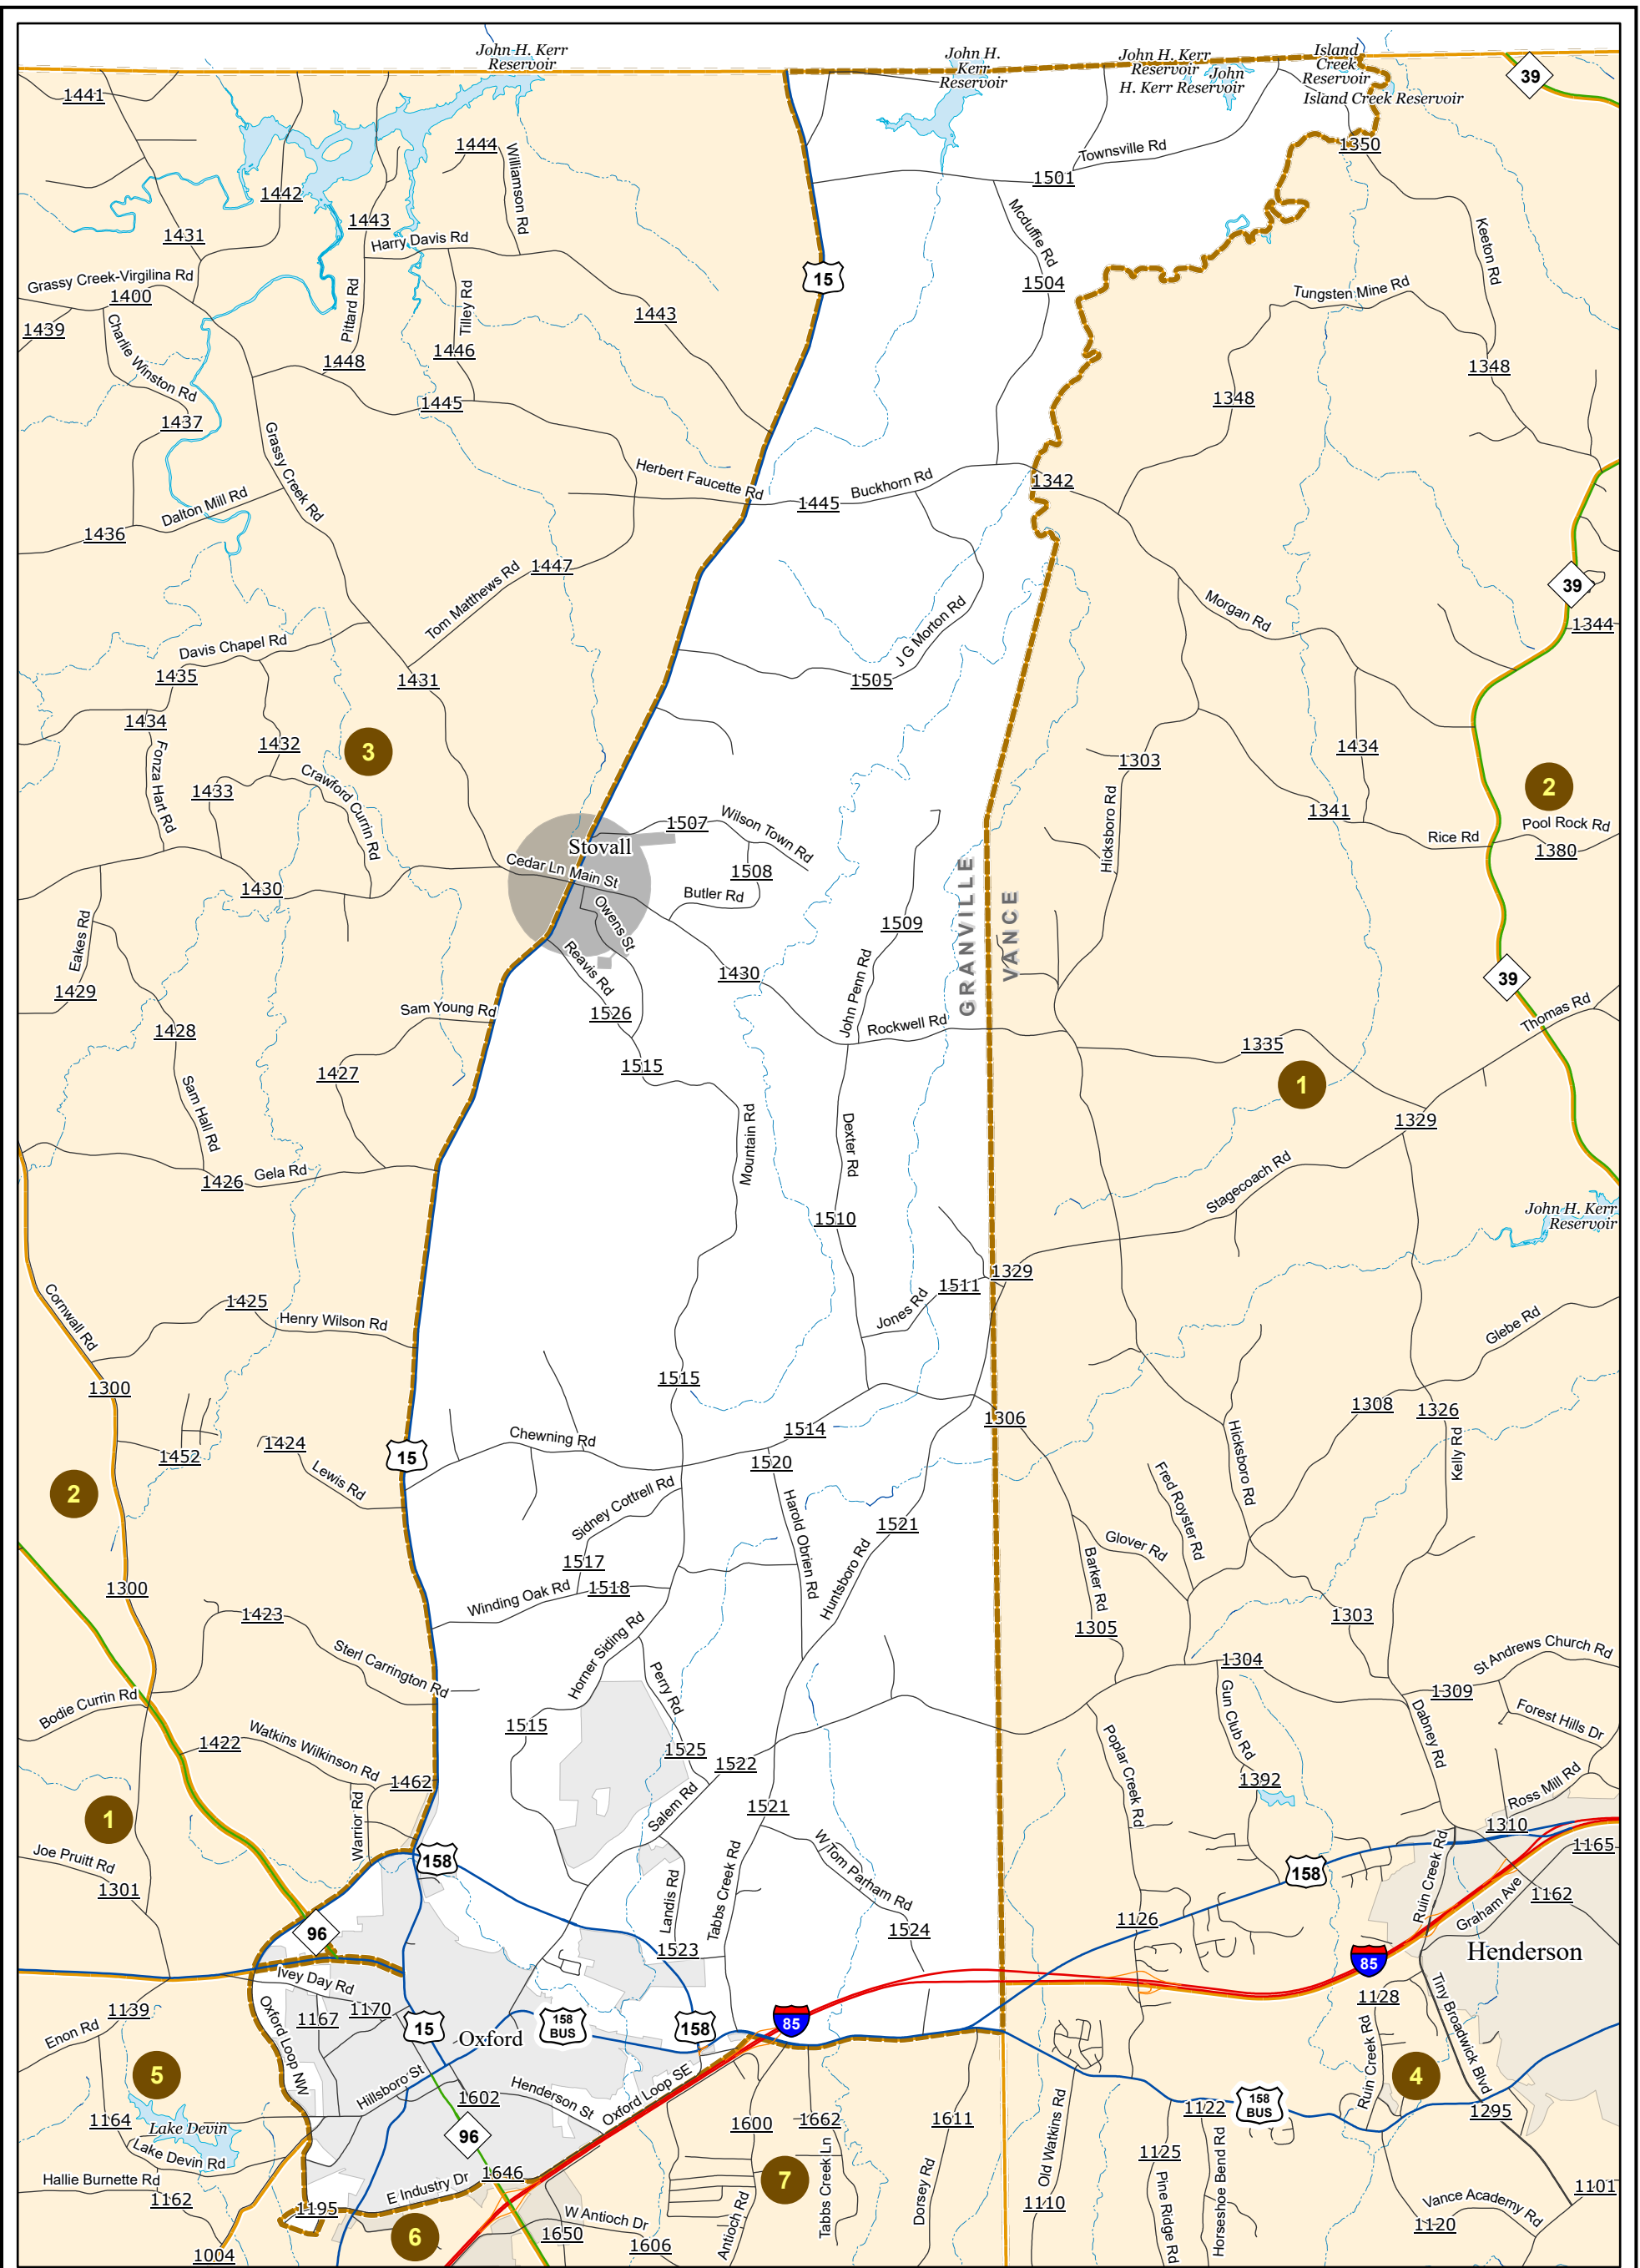 John H. Kerr
Reservoir
John H.
Kerr
Reservoir
John H. Kerr
Reservoir
John
H. Kerr Reservoir
Island
Creek
Reservoir
Island Creek Reservoir
39
1441
1444
Williamson Rd
1350
Townsville Rd
1501
1442
1443
1431
Harry Davis Rd
Mcduffie Rd
Keeton Rd
Grassy Creek-Virgilina Rd
1400
15
1504
Tungsten Mine Rd
1439
Charlie Winston Rd
Pittard Rd
Tilley Rd
1443
1448
1446
1348
1348
1437
1445
Grassy Creek Rd
Herbert Faucette Rd
1445
Buckhorn Rd
1342
Dalton Mill Rd
1436
1447
Tom Matthews Rd
39
Morgan Rd
1344
J G Morton Rd
Davis Chapel Rd
1435
1431
1505
1434
1432
3
1434
1303
Fonza Hart Rd
1433
Crawford Currin Rd
2
Hicksboro Rd
1341
Pool Rock Rd
Rice Rd
1380
1507
Wilson Town Rd
Stovall
Cedar Ln
Main St
1508
Butler Rd
1430
Owens St
1509
GRANVILLE
VANCE
Eakes Rd
Reavis Rd
1430
1429
Sam Young Rd
1526
John Penn Rd
Rockwell Rd
39
Thomas Rd
1428
1427
1515
1335
1
Sam Hall Rd
Mountain Rd
Dexter Rd
1329
1426
Gela Rd
Stagecoach Rd
1510
John H. Kerr
Reservoir
1329
1511
Jones Rd
Cornwall Rd
1425
Henry Wilson Rd
Glebe Rd
1300
1515
1308
1326
1306
1424
1452
Lewis Rd
15
Chewning Rd
1514
1520
Hicksboro Rd
Kelly Rd
2
Sidney Cottrell Rd
Harold Obrien Rd
1521
Fred Royster Rd
Glover Rd
1300
1517
Winding Oak Rd
1518
Huntsboro Rd
Barker Rd
1423
1305
1303
Sterl Carrington Rd
Horner Siding Rd
Perry Rd
1304
St Andrews Church Rd
Bodie Currin Rd
1309
Gun Club Rd
Dabney Rd
Forest Hills Dr
1422
Watkins Wilkinson Rd
1515
1525
1522
Poplar Creek Rd
1462
Warrior Rd
Salem Rd
1521
1392
Ross Mill Rd
1
1310
1165
Joe Pruitt Rd
1301
158
W Tom Parham Rd
158
Ruin Creek Rd
Graham Ave
1162
96
Landis Rd
Tabbs Creek Rd
1524
1126
1523
85
Henderson
Ivey Day Rd
1139
Enon Rd
Oxford Loop NW
1167
1170
15
Oxford
158
BUS
158
85
1128
Tiny Broadwick Blvd
5
Hillsboro St
1602
Henderson St
Oxford Loop SE
Ruin Creek Rd
4
1164
Lake Devin
Lake Devin Rd
96
1600
1662
1611
Old Watkins Rd
1122
158
BUS
1295
Hallie Burnette Rd
1162
1195
E Industry Dr
1646
7
Tabbs Creek Ln
Dorsey Rd
1125
Horseshoe Bend Rd
1101
6
W Antioch Dr
1650
1606
Antioch Rd
1110
Pine Ridge Rd
Vance Academy Rd
1120
1004